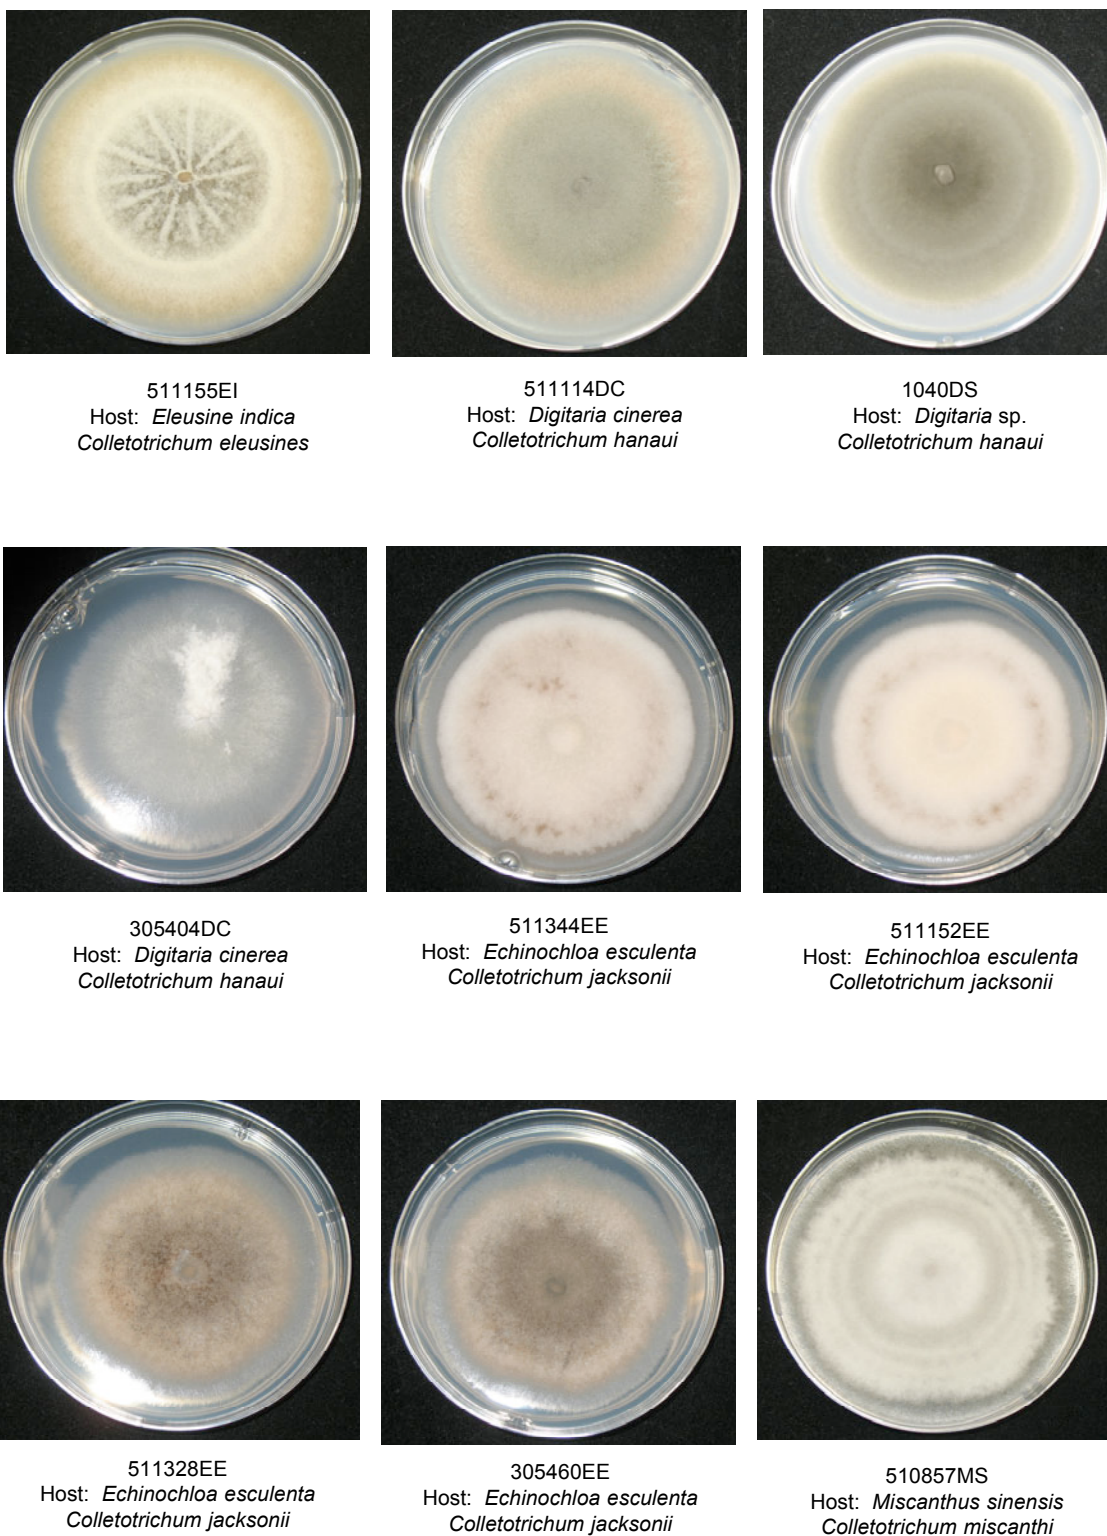 511155EI
Host: Eleusine indica
Colletotrichum eleusines
511114DC
Host: Digitaria cinerea
Colletotrichum hanaui
1040DS
Host: Digitaria sp.
Colletotrichum hanaui
305404DC
Host: Digitaria cinerea
Colletotrichum hanaui
511344EE
Host: Echinochloa esculenta
Colletotrichum jacksonii
511152EE
Host: Echinochloa esculenta
Colletotrichum jacksonii
511328EE
Host: Echinochloa esculenta
Colletotrichum jacksonii
305460EE
Host: Echinochloa esculenta
Colletotrichum jacksonii
510857MS
Host: Miscanthus sinensis
Colletotrichum miscanthi